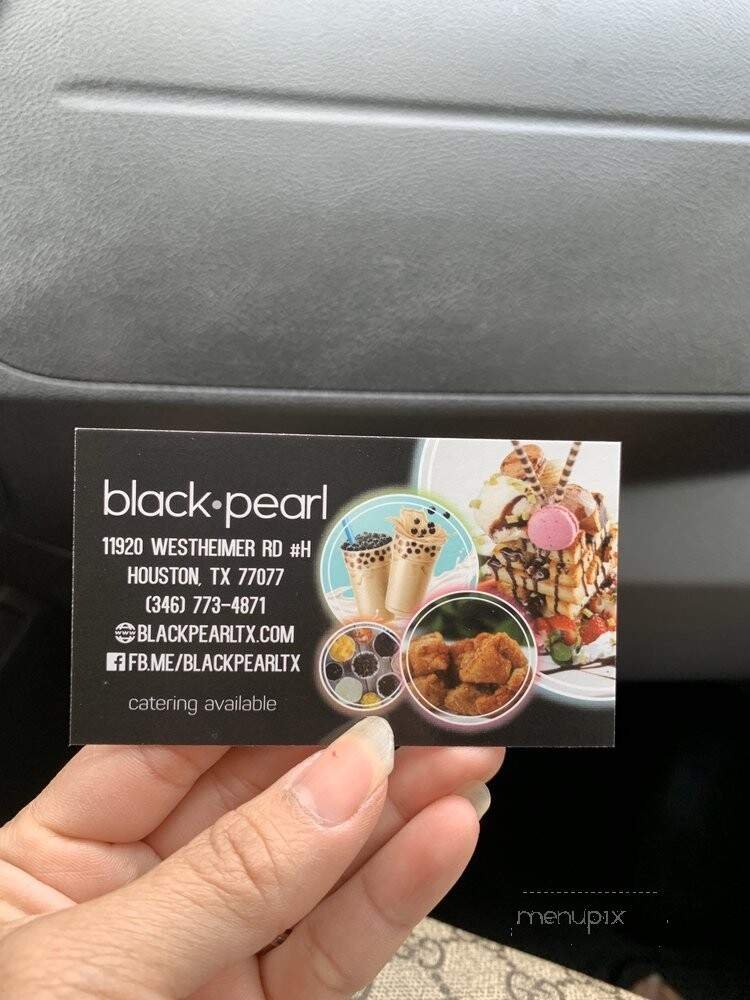 black•pearl
11920 WESTHEIMER RD #H
HOUSTON, TX 77077
(346) 773-4871
WWW BLACKPEARLTX.COM
f FB.ME/BLACKPEARLTX
catering available
menupix